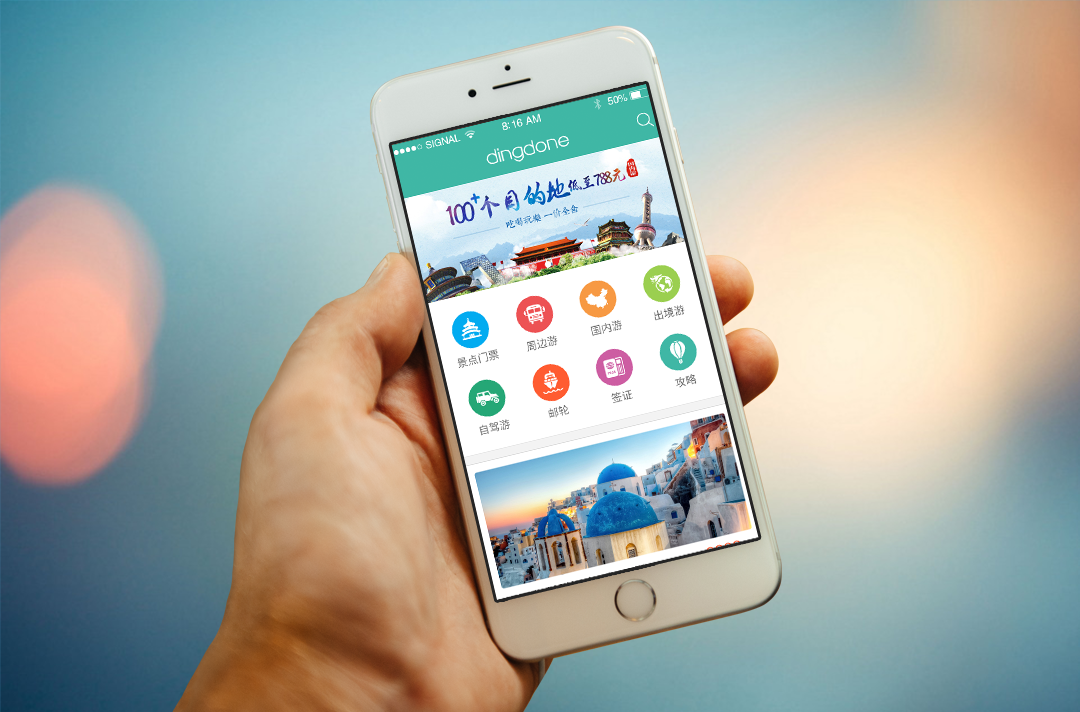 SIGNAL 8:16 AM 50%
dingdone
100+个目的地低至788元
吃喝玩乐 一价全含
景点门票 周边游 国内游 出境游
自驾游 邮轮 签证 攻略